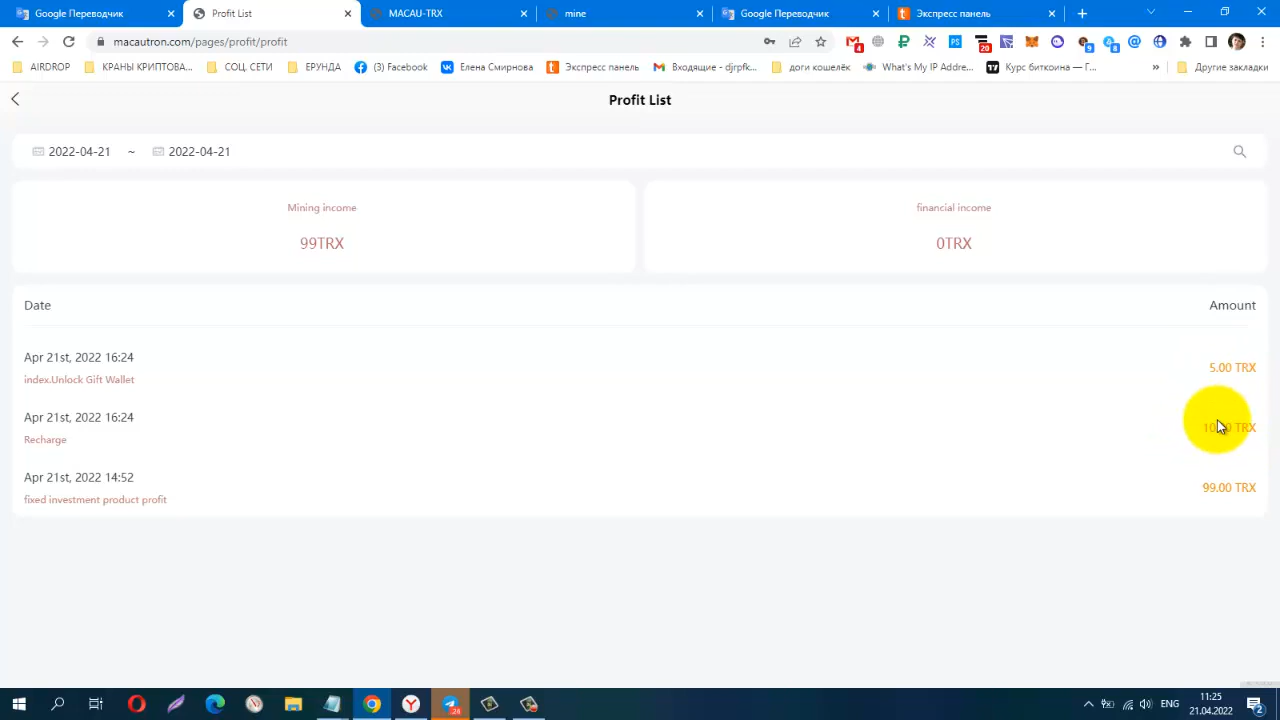 Google Переводчик
Profit List
MACAU-TRX
mine
Google Переводчик
Экспресс панель
macautron.com/pages/profit/profit
4
20
9
8
AIRDROP
КРАНЫ КРИПТОВА...
СОЦ. СЕТИ
ЕРУНДА
(3) Facebook
Елена Смирнова
Экспресс панель
Входящие - djrpfk...
доги кошелёк
What's My IP Addre...
Курс биткоина — Г...
Другие закладки
Profit List
2022-04-21 ~ 2022-04-21
Mining income
financial income
99TRX
0TRX
Date
Amount
Apr 21st, 2022 16:24
index.Unlock Gift Wallet
5.00 TRX
Apr 21st, 2022 16:24
Recharge
TRX
Apr 21st, 2022 14:52
fixed investment product profit
99.00 TRX
ENG
11:25
21.04.2022